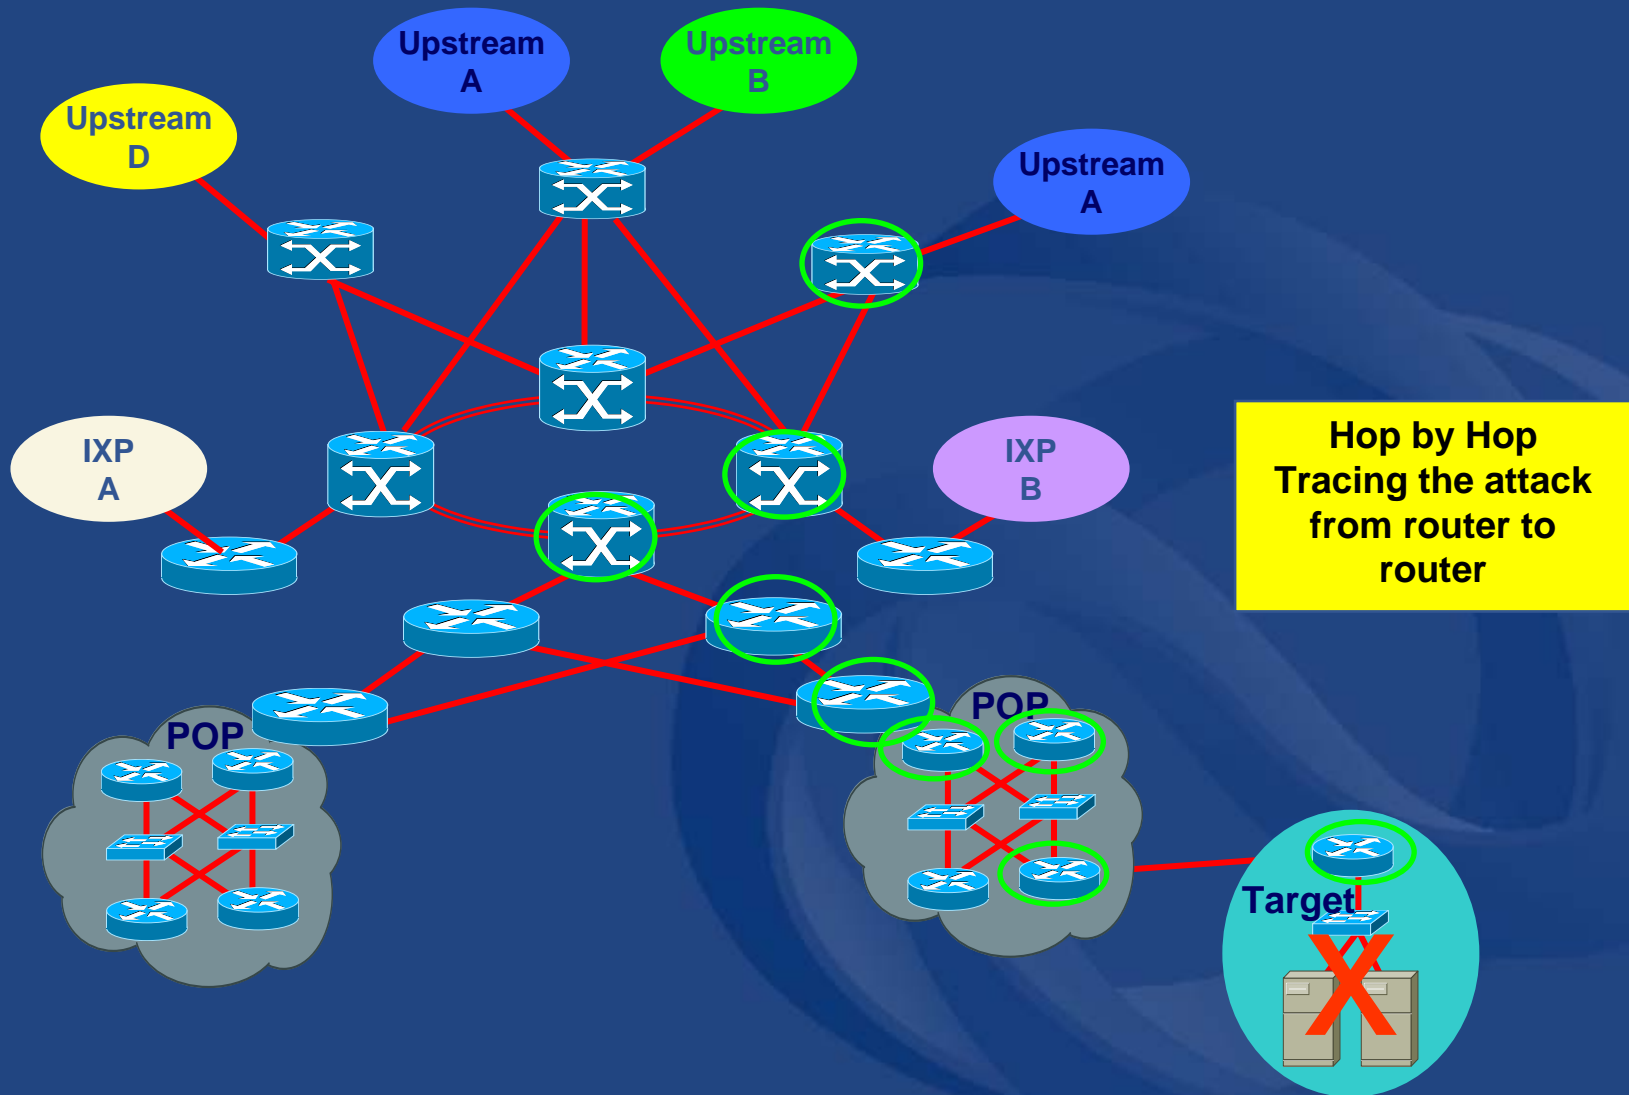 Upstream
A
Upstream
B
Upstream
D
Upstream
A
IXP
A
IXP
B
Hop by Hop
Tracing the attack
from router to
router
POP
POP
Target
X